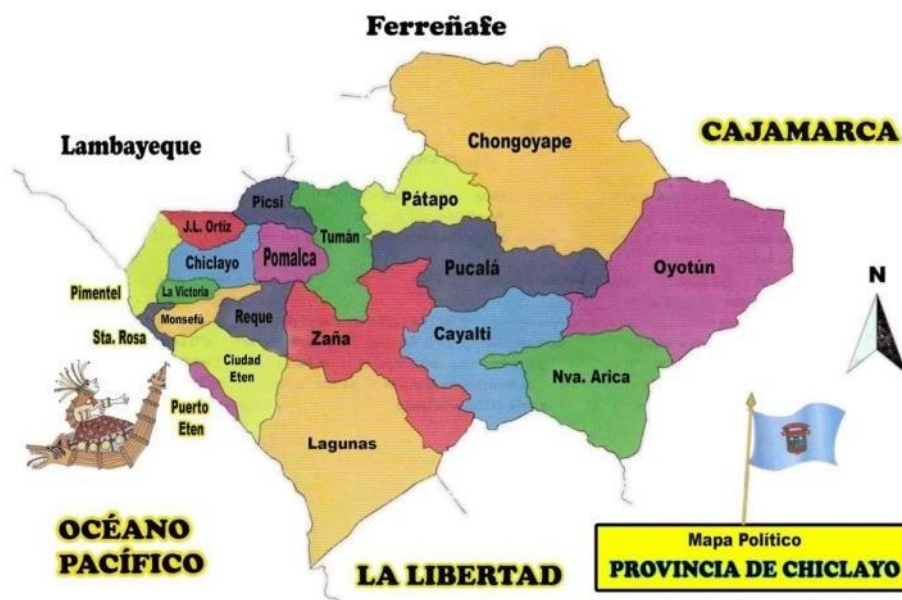 Ferreñafe
CAJAMARCA
Lambayeque
Chongoyape
Pátapo
Picsi
J.L. Ortiz
Tumán
Chiclayo
Pomalca
Pucalá
Oyotún
N
Pimentel
La Victoria
Monsefú
Reque
Sta. Rosa
Zaña
Cayalti
Ciudad
Eten
Nva. Arica
Puerto
Eten
Lagunas
OCÉANO
PACÍFICO
LA LIBERTAD
Mapa Político
PROVINCIA DE CHICLAYO